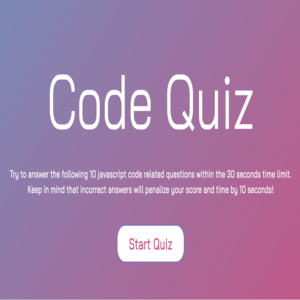 Code Quiz
Try to answer the following 10 javascript code related questions within the 30 seconds time limit.
Keep in mind that incorrect answers will penalize your score and time by 10 seconds!
Start Quiz